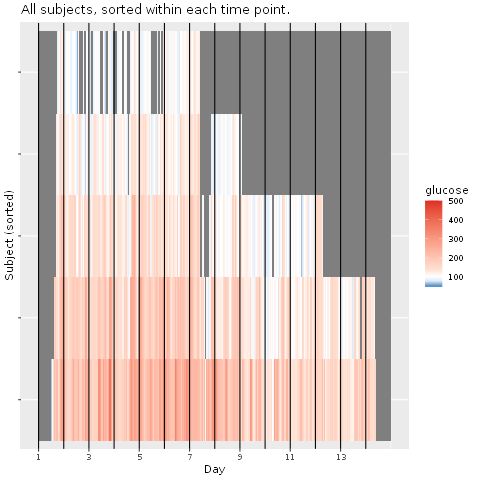 All subjects, sorted within each time point.
Subject (sorted)
glucose
500
400
300
200
100
1 3 5 7 9 11 13
Day